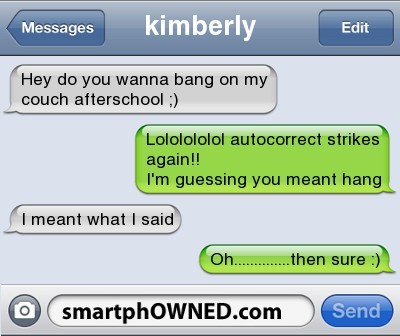 Messages
kimberly
Edit
Hey do you wanna bang on my
couch afterschool ;)
Lolololololol autocorrect strikes
again!!
I'm guessing you meant hang
I meant what I said
Oh..............then sure :)
smartphOWNED.com
Send